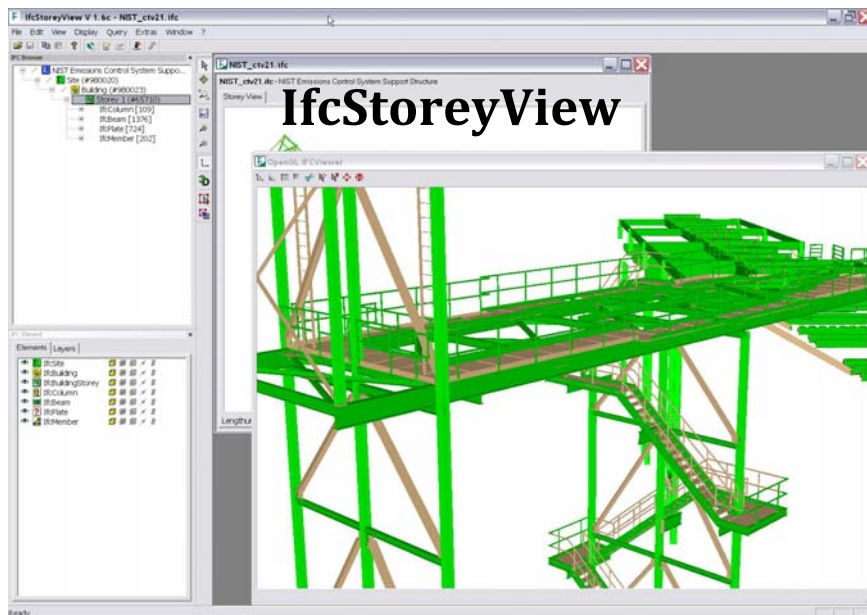 IfcStoreyView V 1.6c - NIST_ctv21.ifc
File Edit View Display Query Extras Window ?
IFC Browser
NIST Emissions Control System Suppo...
Site (#980020)
Building (#980023)
Storey 1 (#65710)
IfcColumn [109]
IfcBeam [1376]
IfcPlate [724]
IfcMember [202]
NIST_ctv21.ifc
NIST_ctv21.ifc - NIST Emissions Control System Support Structure
Storey View
IfcStoreyView
OpenGL IFCViewer
IFC Element
Elements Layers
IfcSite
IfcBuilding
IfcBuildingStorey
IfcColumn
IfcBeam
IfcPlate
IfcMember
Lengthu
Ready